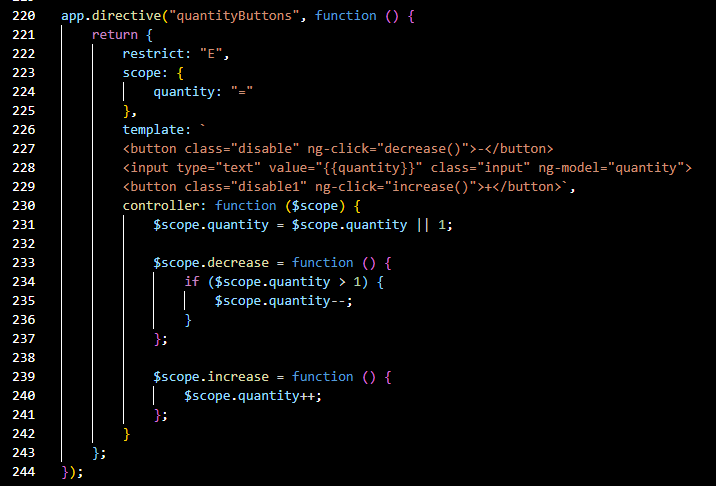 220 app.directive("quantityButtons", function () {
221     return {
222         restrict: "E",
223         scope: {
224             quantity: "="
225         },
226         template: `
227         <button class="disable" ng-click="decrease()">-</button>
228         <input type="text" value="{{quantity}}" class="input" ng-model="quantity">
229         <button class="disable1" ng-click="increase()">+</button>`,
230         controller: function ($scope) {
231             $scope.quantity = $scope.quantity || 1;
232
233             $scope.decrease = function () {
234                 if ($scope.quantity > 1) {
235                     $scope.quantity--;
236                 }
237             };
238
239             $scope.increase = function () {
240                 $scope.quantity++;
241             };
242         }
243     };
244 });